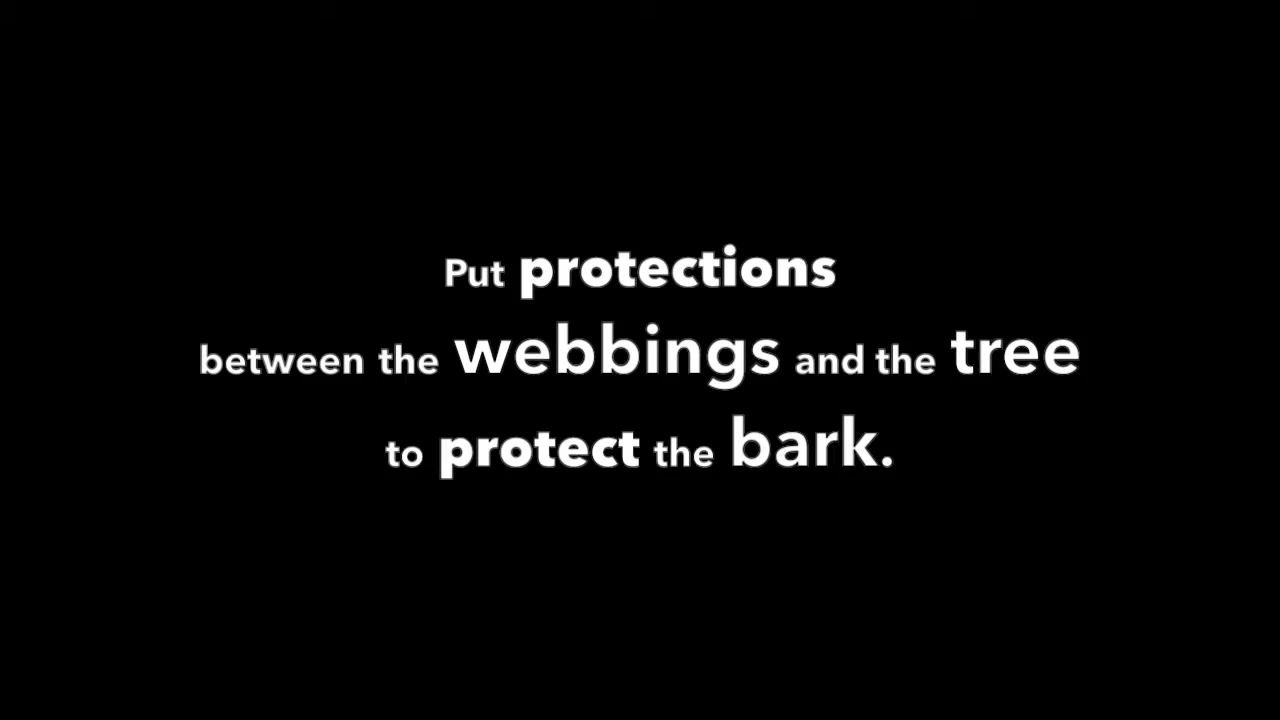 Put protections
between the webbings and the tree
to protect the bark.